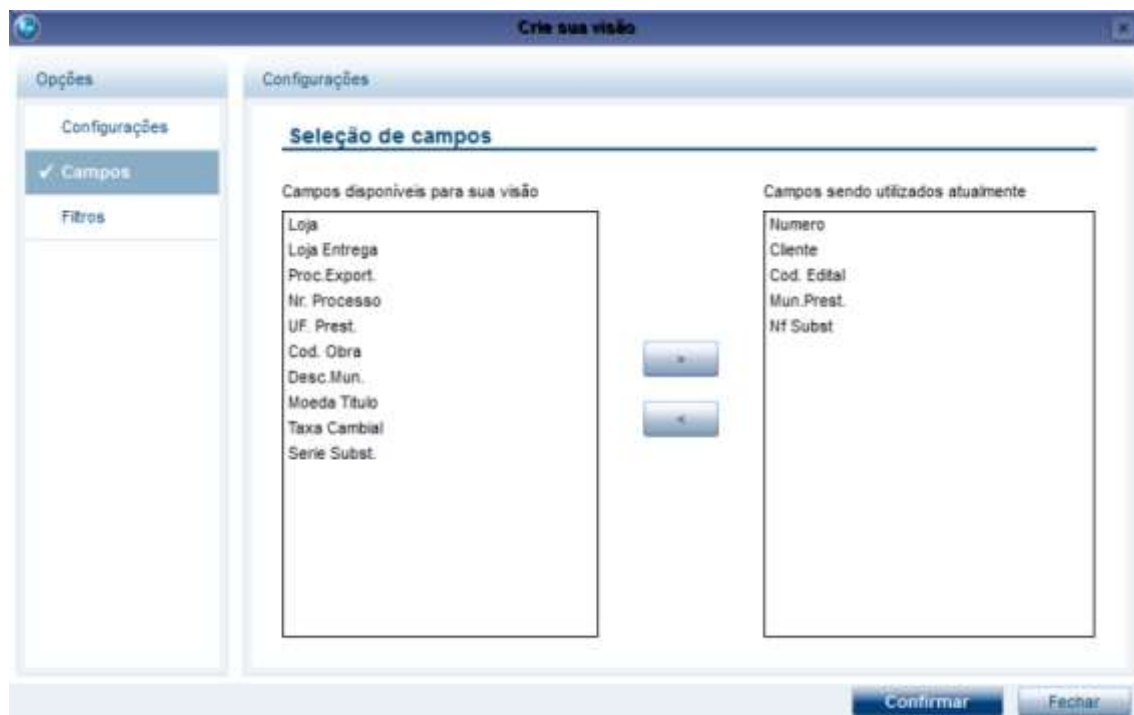 Crie sua visão
Opções
Configurações
✓ Campos
Filtros
Configurações
Seleção de campos
Campos disponíveis para sua visão
Loja
Loja Entrega
Proc.Export.
Nr. Processo
UF. Prest.
Cod. Obra
Desc.Mun.
Moeda Titulo
Taxa Cambial
Serie Subst.
>
<
Campos sendo utilizados atualmente
Numero
Cliente
Cod. Edital
Mun.Prest.
Nf Subst
Confirmar
Fechar